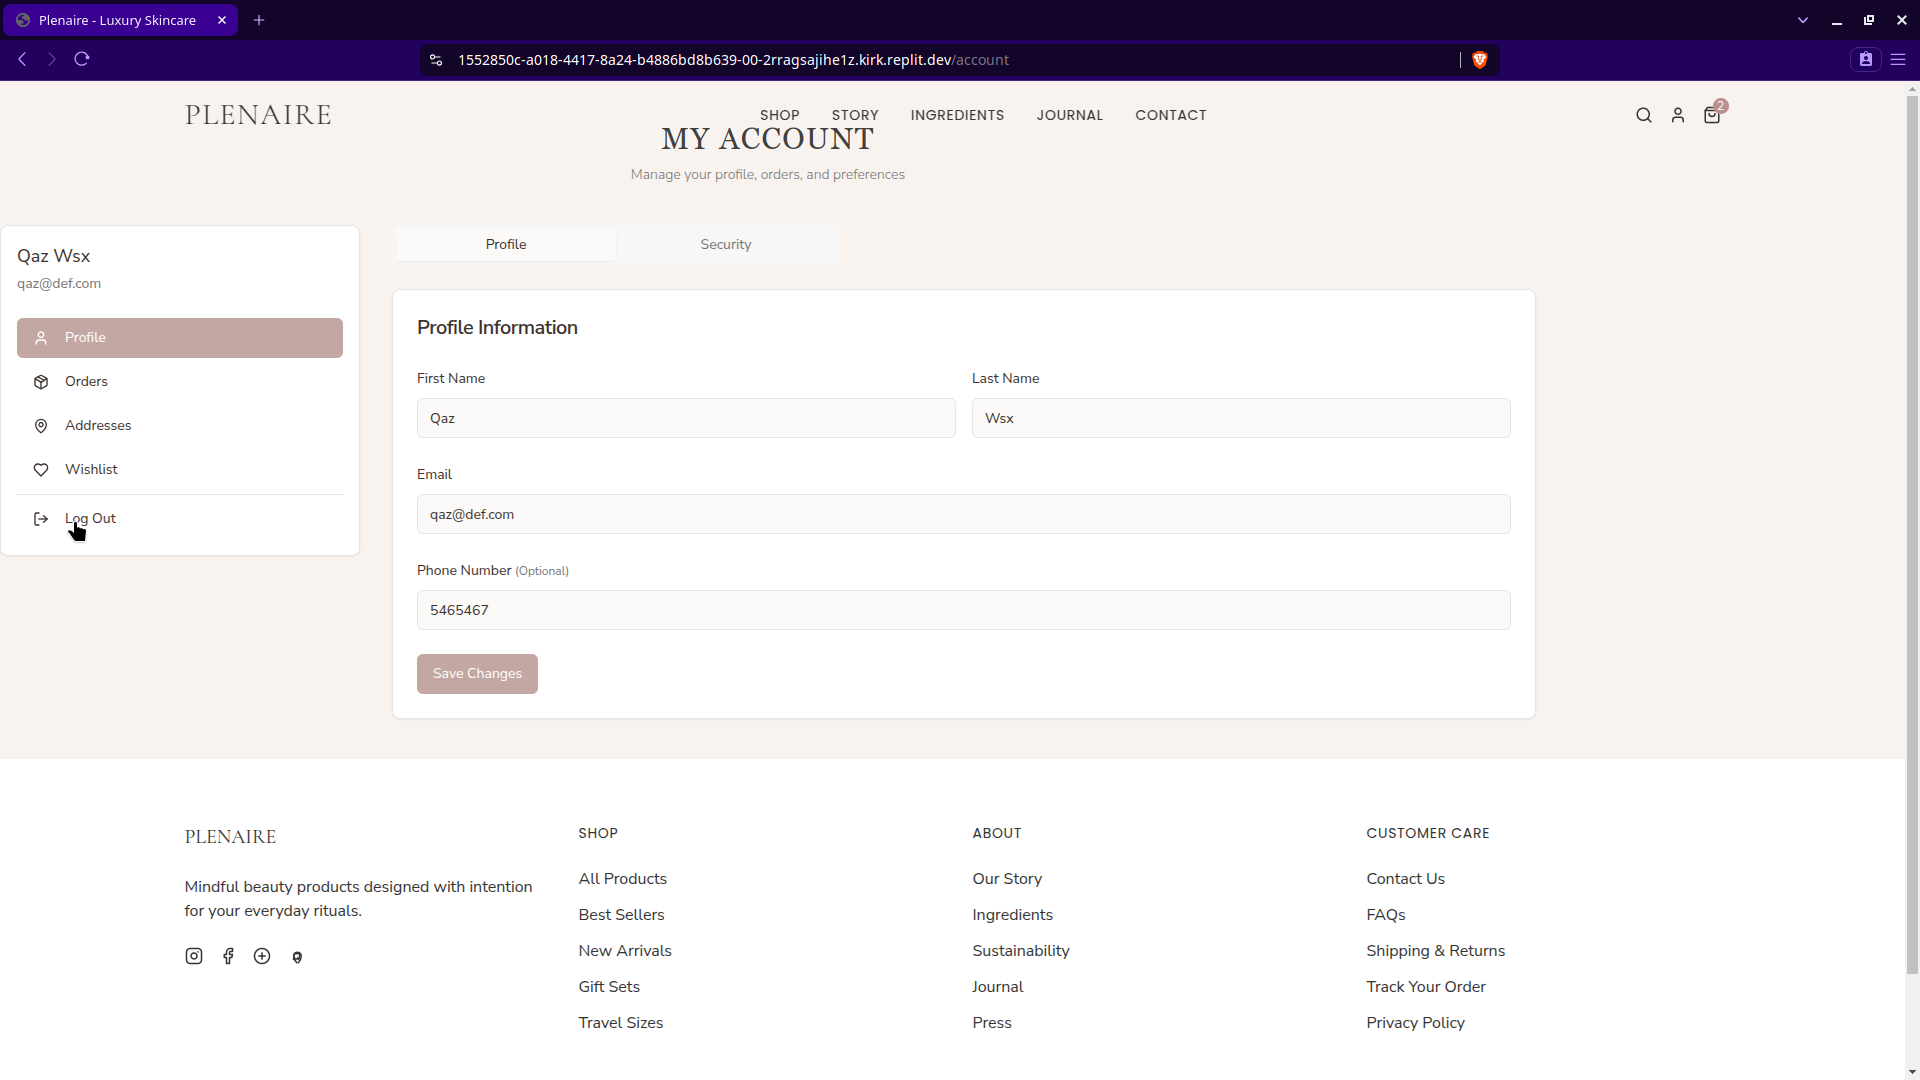 Plenaire - Luxury Skincare
1552850c-a018-4417-8a24-b4886bd8b639-00-2rragsajihe1z.kirk.replit.dev/account
PLENAIRE
SHOP STORY INGREDIENTS JOURNAL CONTACT
2
MY ACCOUNT
Manage your profile, orders, and preferences
Qaz Wsx
qaz@def.com
Profile
Orders
Addresses
Wishlist
Log Out
Profile Security
Profile Information
First Name Last Name
Qaz Wsx
Email
qaz@def.com
Phone Number (Optional)
5465467
Save Changes
PLENAIRE
Mindful beauty products designed with intention
for your everyday rituals.
SHOP
All Products
Best Sellers
New Arrivals
Gift Sets
Travel Sizes
ABOUT
Our Story
Ingredients
Sustainability
Journal
Press
CUSTOMER CARE
Contact Us
FAQs
Shipping & Returns
Track Your Order
Privacy Policy